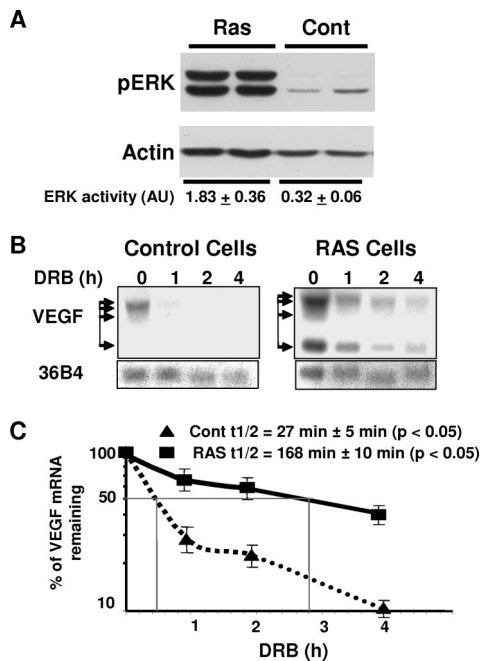 A
Ras Cont
pERK
Actin
ERK activity (AU) 1.83 ± 0.36 0.32 ± 0.06
B
Control Cells RAS Cells
DRB (h) 0 1 2 4 0 1 2 4
VEGF
36B4
C
Cont t1/2 = 27 min ± 5 min (p < 0.05)
RAS t1/2 = 168 min ± 10 min (p < 0.05)
100
50
10
% of VEGF mRNA
remaining
1 2 3 4
DRB (h)